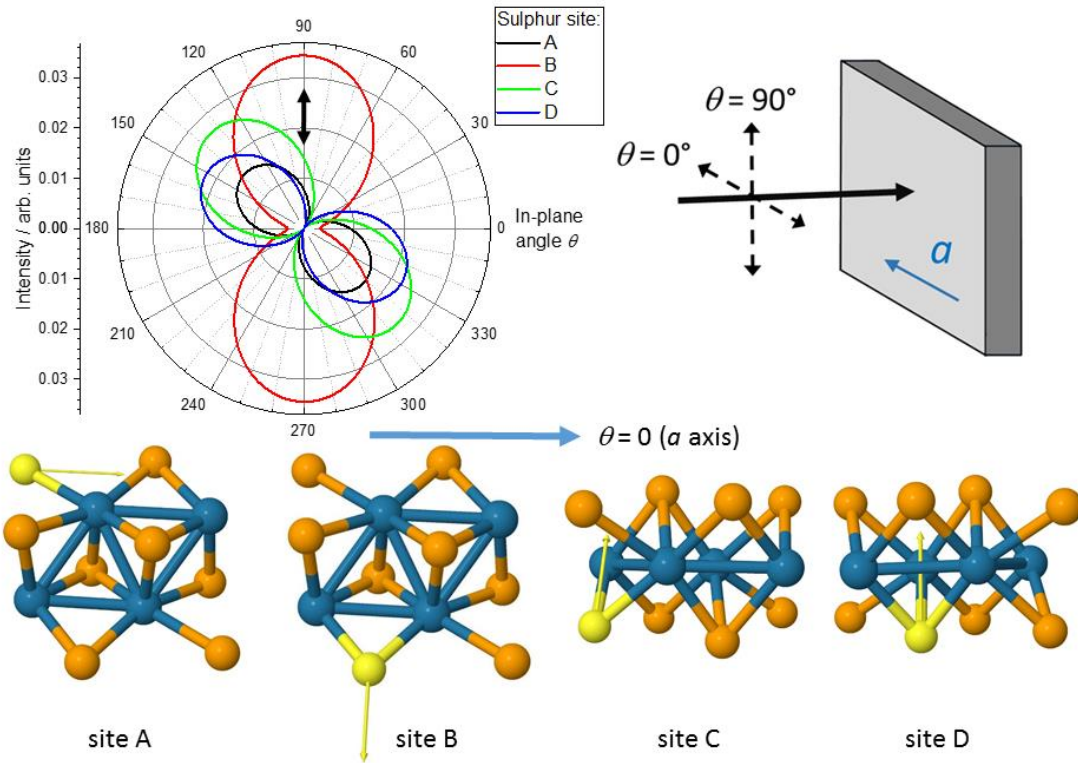 90
120
60
150
30
180
0
210
330
240
300
270
0.03
0.02
0.01
0.00
0.01
0.02
0.03
Intensity / arb. units
In-plane
angle θ
Sulphur site:
A
B
C
D
θ = 90°
θ = 0°
a
θ = 0 (a axis)
site A
site B
site C
site D